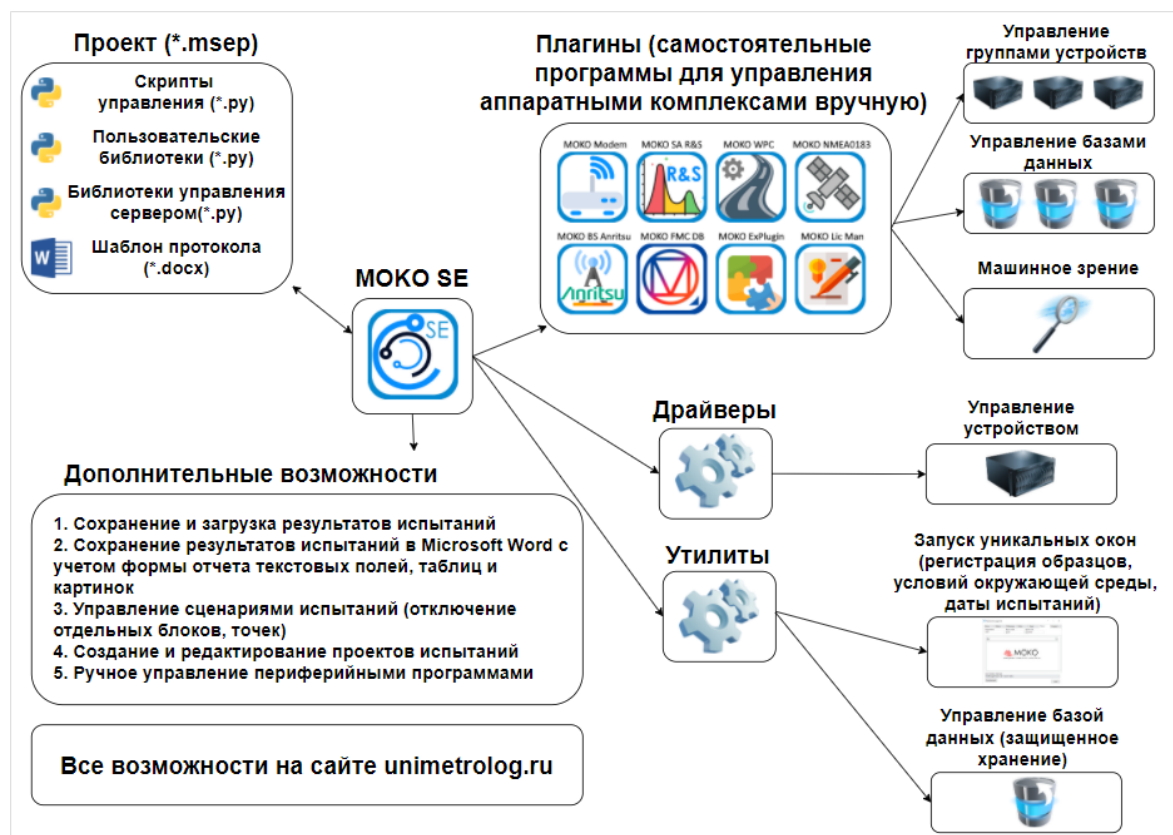 Проект (*.msep)
Скрипты
управления (*.py)
Пользовательские
библиотеки (*.py)
Библиотеки управления
сервером(*.py)
Шаблон протокола
(*.docx)
W
MOKO SE
SE
Плагины (самостоятельные
программы для управления
аппаратными комплексами вручную)
MOKO Modem
MOKO SA R&S
MOKO WPC
MOKO NMEA0183
R&S
MOKO BS Anritsu
MOKO FMC DB
MOKO ExPlugin
MOKO Lic Man
Anritsu
Управление
группами устройств
Управление базами
данных
Машинное зрение
Драйверы
Управление
устройством
Утилиты
Запуск уникальных окон
(регистрация образцов,
условий окружающей среды,
даты испытаний)
MOKO
Управление базой
данных (защищенное
хранение)
Дополнительные возможности
1. Сохранение и загрузка результатов испытаний
2. Сохранение результатов испытаний в Microsoft Word с
учетом формы отчета текстовых полей, таблиц и
картинок
3. Управление сценариями испытаний (отключение
отдельных блоков, точек)
4. Создание и редактирование проектов испытаний
5. Ручное управление периферийными программами
Все возможности на сайте unimetrolog.ru